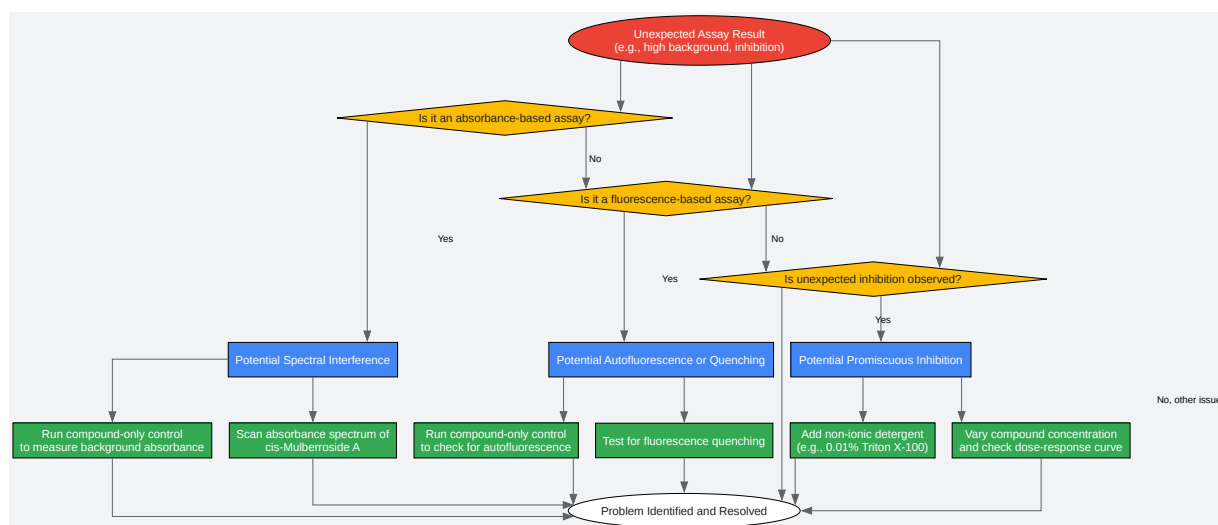 Unexpected Assay Result
(e.g., high background, inhibition)
Is it an absorbance-based assay?
No
Is it a fluorescence-based assay?
Yes
No
Yes
Is unexpected inhibition observed?
Yes
Potential Spectral Interference
Potential Autofluorescence or Quenching
Potential Promiscuous Inhibition
No, other issue
Run compound-only control
to measure background absorbance
Scan absorbance spectrum of
cis-Mulberroside A
Run compound-only control
to check for autofluorescence
Test for fluorescence quenching
Add non-ionic detergent
(e.g., 0.01% Triton X-100)
Vary compound concentration
and check dose-response curve
Problem Identified and Resolved